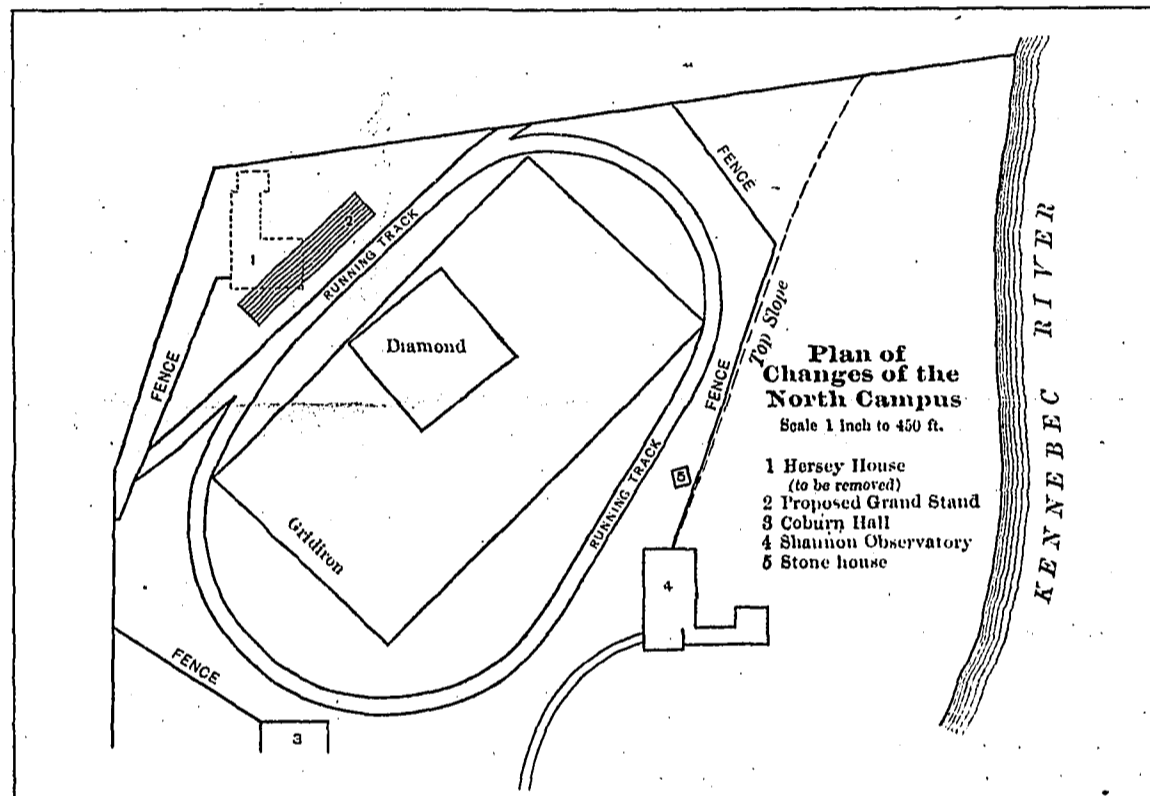 FENCE
2
RUNNING TRACK
1
Diamond
FENCE
Top Slope
FENCE
KENNEBEC RIVER
Plan of
Changes of the
North Campus
Scale 1 inch to 450 ft.
1 Hersey House
(to be removed)
2 Proposed Grand Stand
3 Coburn Hall
4 Shannon Observatory
5 Stone house
5
RUNNING TRACK
Gridiron
4
FENCE
3